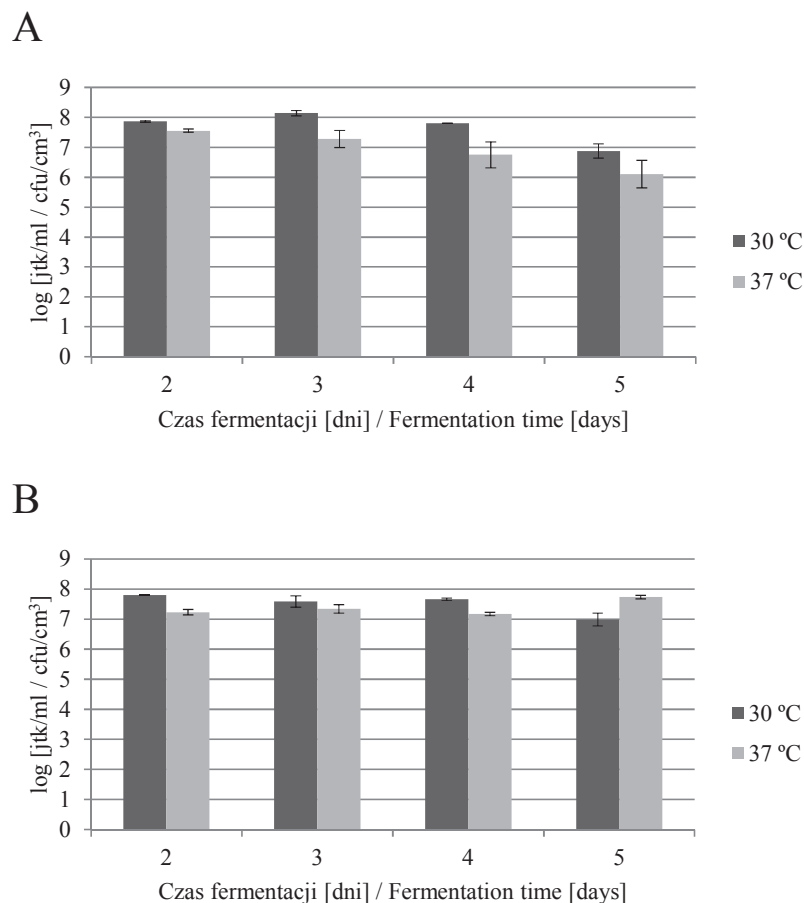 A
9
8
7
6
5
4
3
2
1
0
log [jtk/ml / cfu/cm³]
2 3 4 5
Czas fermentacji [dni] / Fermentation time [days]
30 ºC
37 ºC
B
9
8
7
6
5
4
3
2
1
0
log [jtk/ml / cfu/cm³]
2 3 4 5
Czas fermentacji [dni] / Fermentation time [days]
30 ºC
37 ºC